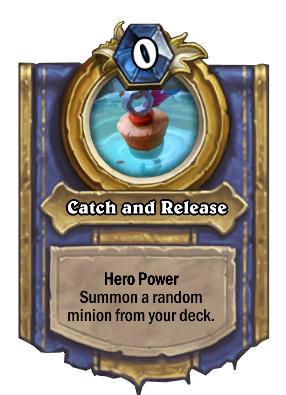 0
Catch and Release
Hero Power
Summon a random
minion from your deck.